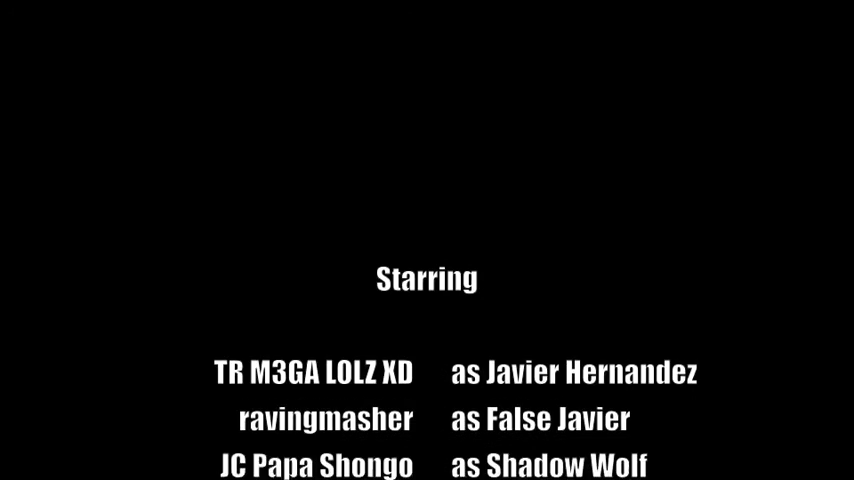 Starring
TR M3GA LOLZ XD as Javier Hernandez
ravingmasher as False Javier
JC Papa Shongo as Shadow Wolf